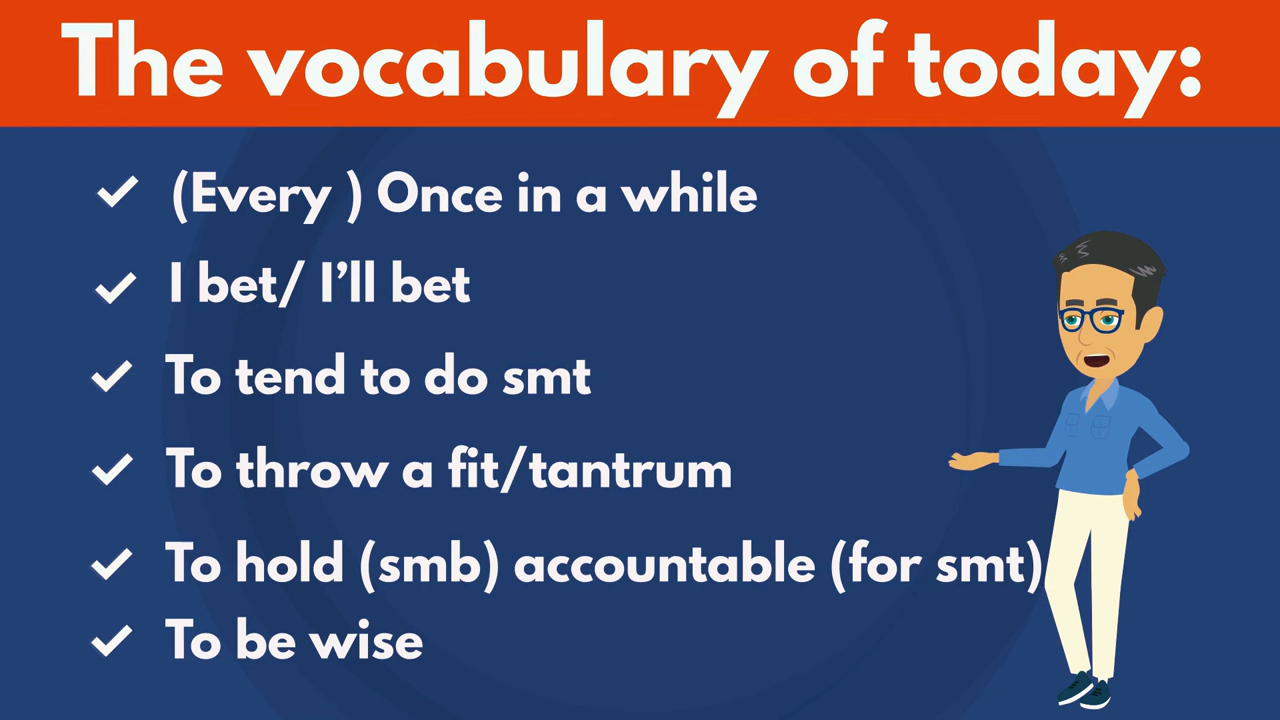 The vocabulary of today:
(Every ) Once in a while
I bet/ I’ll bet
To tend to do smt
To throw a fit/tantrum
To hold (smb) accountable (for smt)
To be wise